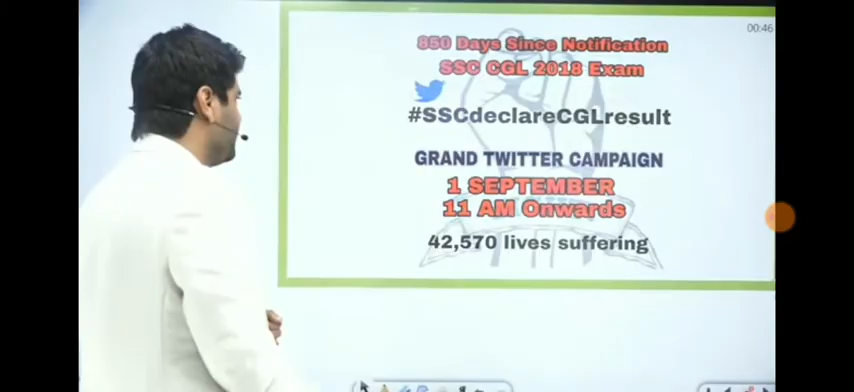 00:46
850 Days Since Notification
SSC CGL 2018 Exam
#SSCdeclareCGLresult
GRAND TWITTER CAMPAIGN
1 SEPTEMBER
11 AM Onwards
42,570 lives suffering